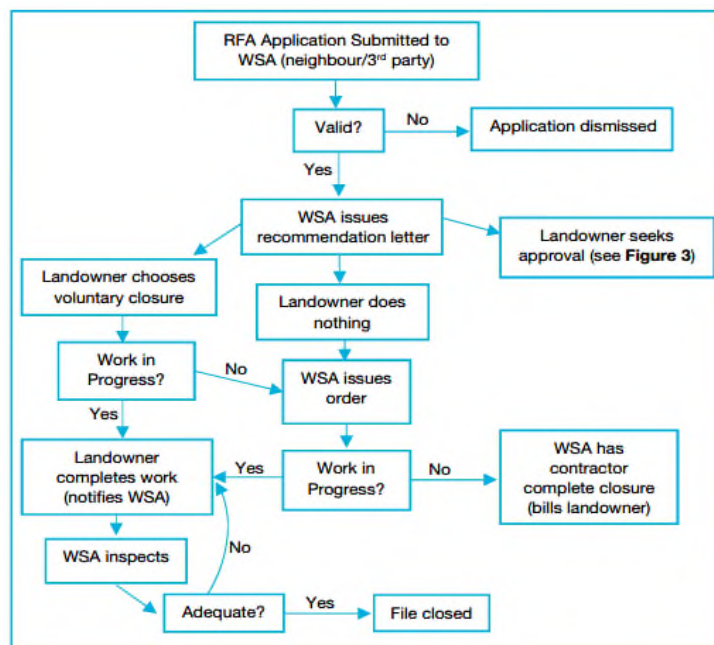 RFA Application Submitted to
WSA (neighbour/3rd party)
Valid?
No
Application dismissed
Yes
WSA issues
recommendation letter
Landowner seeks
approval (see Figure 3)
Landowner chooses
voluntary closure
Landowner does
nothing
Work in
Progress?
No
WSA issues
order
Yes
Landowner
completes work
(notifies WSA)
Yes
Work in
Progress?
No
WSA has
contractor
complete closure
(bills landowner)
WSA inspects
No
Adequate?
Yes
File closed